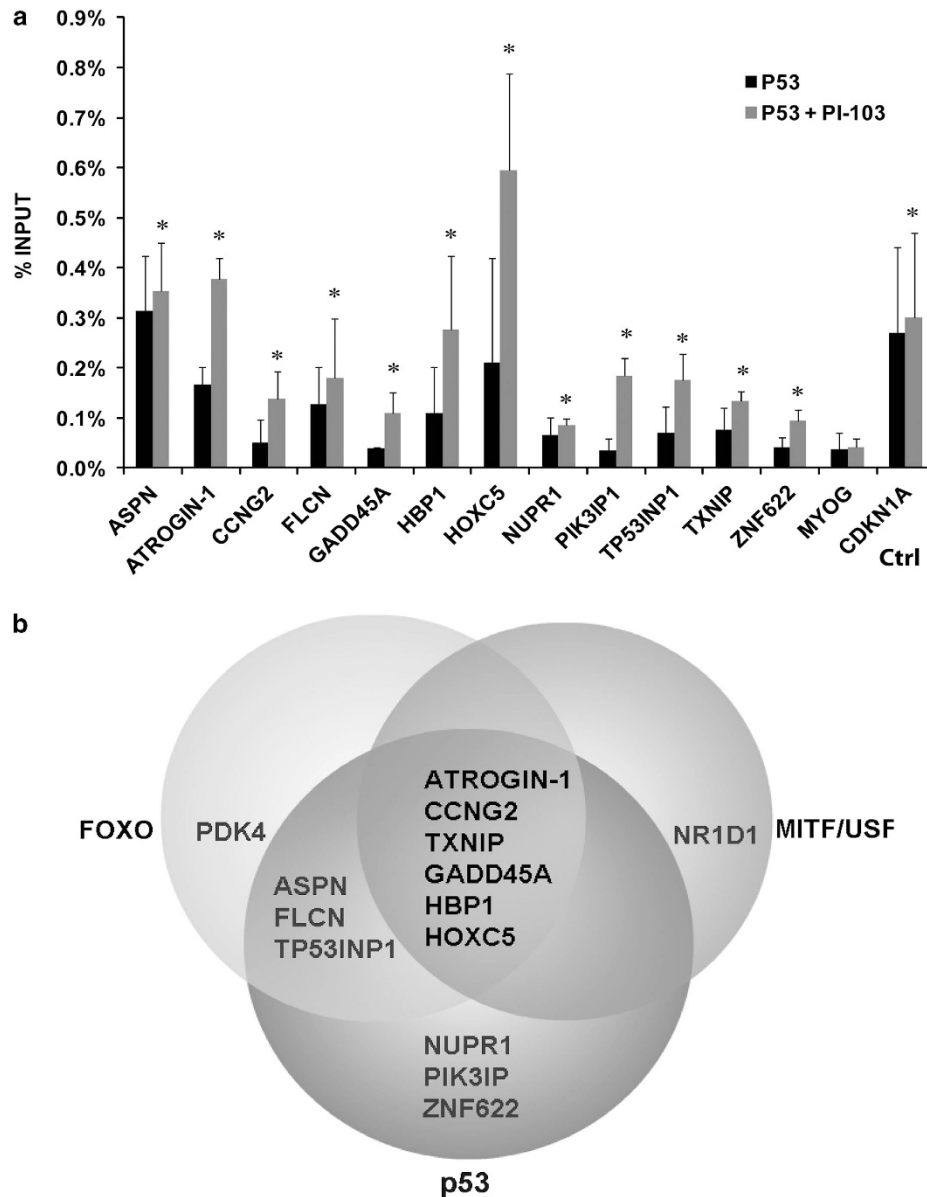 a
0.9%
0.8%
0.7%
0.6%
0.5%
0.4%
0.3%
0.2%
0.1%
0.0%
% INPUT
P53
P53 + PI-103
* * * * * * * * * * * * *
ASPN
ATROGIN-1
CCNG2
FLCN
GADD45A
HBP1
HOXC5
NUPR1
PIK3IP1
TP53INP1
TXNIP
ZNF622
MYOG
CDKN1A
Ctrl
b
FOXO
PDK4
ASPN
FLCN
TP53INP1
ATROGIN-1
CCNG2
TXNIP
GADD45A
HBP1
HOXC5
NR1D1
MITF/USF
NUPR1
PIK3IP
ZNF622
p53